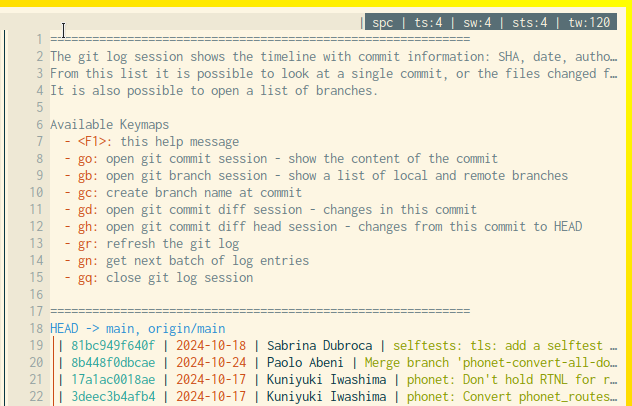 | spc | ts:4 | sw:4 | sts:4 | tw:120
1 ============================================================
2 The git log session shows the timeline with commit information: SHA, date, autho…
3 From this list it is possible to look at a single commit, or the files changed f…
4 It is also possible to open a list of branches.
5
6 Available Keymaps
7 - <F1>: this help message
8 - go: open git commit session - show the content of the commit
9 - gb: open git branch session - show a list of local and remote branches
10 - gc: create branch name at commit
11 - gd: open git commit diff session - changes in this commit
12 - gh: open git commit diff head session - changes from this commit to HEAD
13 - gr: refresh the git log
14 - gn: get next batch of log entries
15 - gq: close git log session
16
17 ============================================================
18 HEAD -> main, origin/main
19 | | 81bc949f640f | 2024-10-18 | Sabrina Dubroca | selftests: tls: add a selftest …
20 | | 8b448f0dbcae | 2024-10-24 | Paolo Abeni | Merge branch 'phonet-convert-all-do…
21 | | 17a1ac0018ae | 2024-10-17 | Kuniyuki Iwashima | phonet: Don't hold RTNL for r…
22 | | 3deec3b4afb4 | 2024-10-17 | Kuniyuki Iwashima | phonet: Convert phonet_routes…